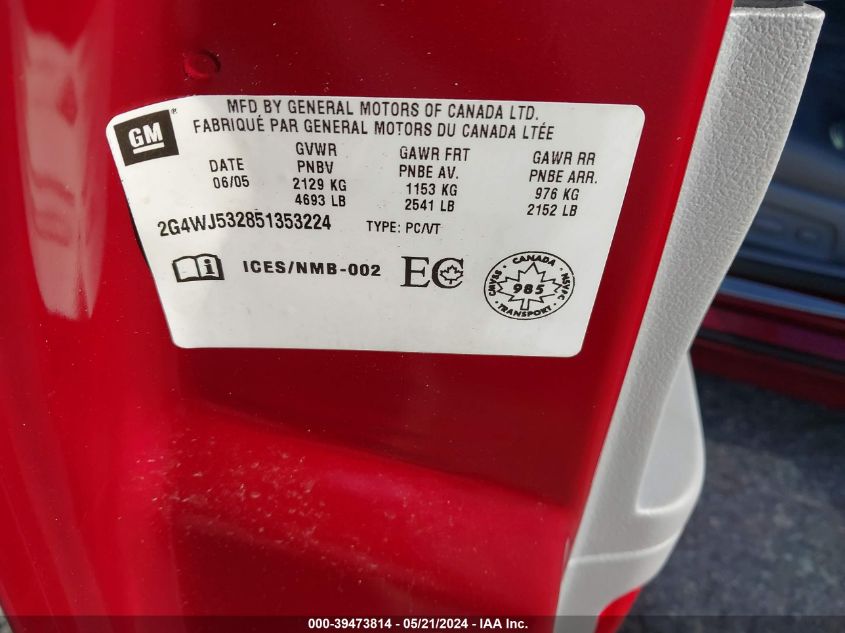 MFD BY GENERAL MOTORS OF CANADA LTD.
FABRIQUÉ PAR GENERAL MOTORS DU CANADA LTÉE
GM®
DATE GVWR GAWR FRT GAWR RR
06/05 PNBV PNBE AV. PNBE ARR.
2129 KG 1153 KG 976 KG
4693 LB 2541 LB 2152 LB
2G4WJ532851353224 TYPE: PC/VT
i ICES/NMB-002 EC
CANADA
CMVSS 985 NSVAC
TRANSPORT
000-39473814 - 05/21/2024 - IAA Inc.